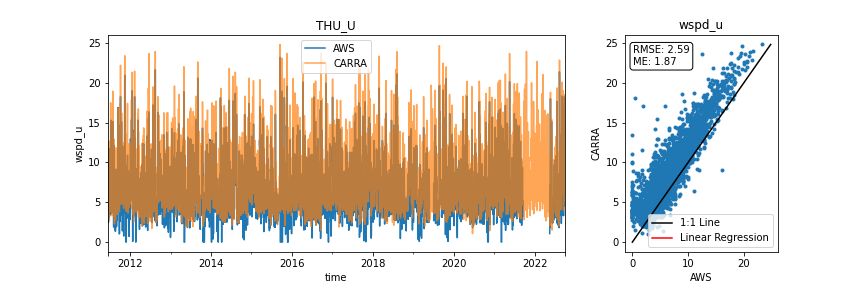 THU_U
wspd_u
25
20
15
10
5
0
2012
2014
2016
2018
2020
2022
time
AWS
CARRA
wspd_u
CARRA
25
20
15
10
5
0
0
10
20
AWS
RMSE: 2.59
ME: 1.87
1:1 Line
Linear Regression